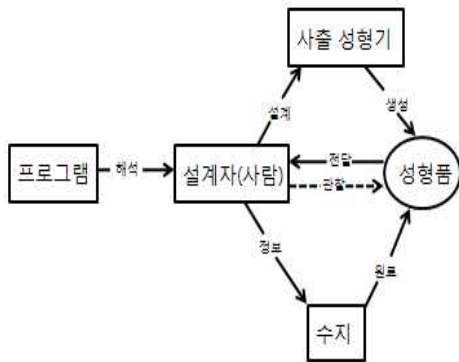 사출 성형기
설계
생성
프로그램
해석
설계자(사람)
전달
관찰
성형품
정보
원료
수지